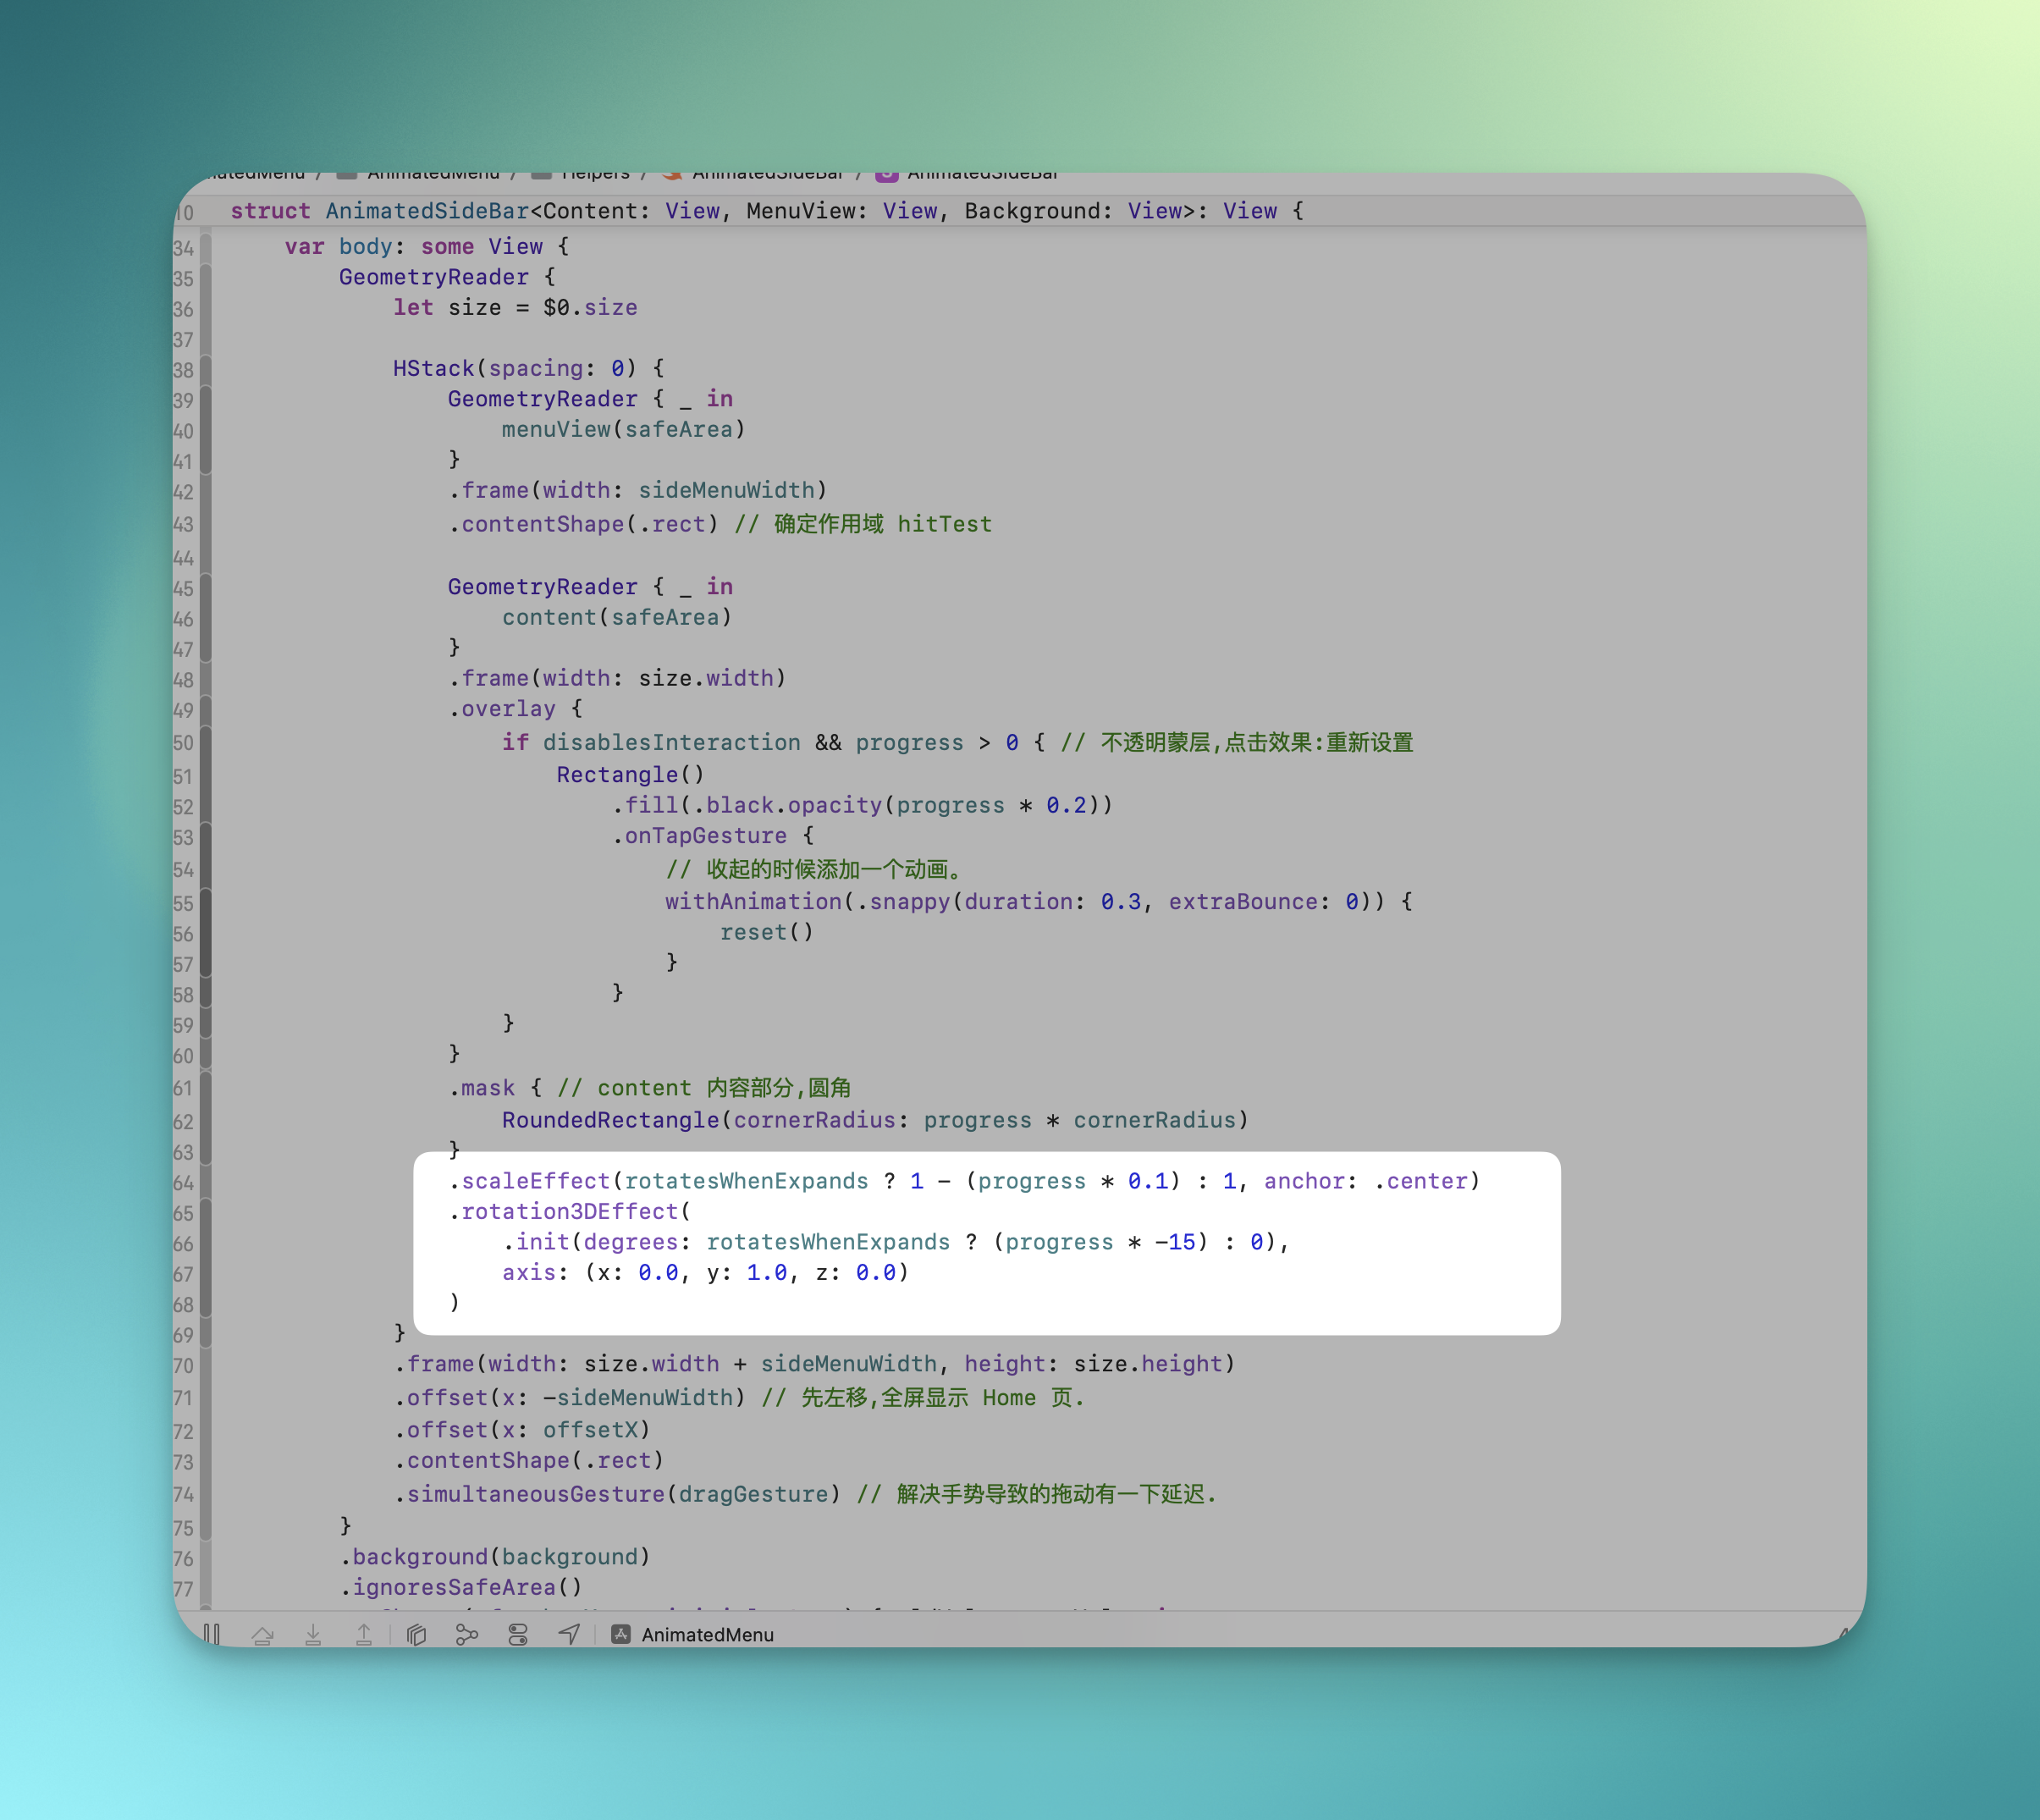 AnimatedMenu / Helpers / AnimatedSideBar / AnimatedSideBar
10 struct AnimatedSideBar<Content: View, MenuView: View, Background: View>: View {
34     var body: some View {
35         GeometryReader {
36             let size = $0.size
37
38             HStack(spacing: 0) {
39                 GeometryReader { _ in
40                     menuView(safeArea)
41                 }
42                 .frame(width: sideMenuWidth)
43                 .contentShape(.rect) // 确定作用域 hitTest
44
45                 GeometryReader { _ in
46                     content(safeArea)
47                 }
48                 .frame(width: size.width)
49                 .overlay {
50                     if disablesInteraction && progress > 0 { // 不透明蒙层,点击效果:重新设置
51                         Rectangle()
52                             .fill(.black.opacity(progress * 0.2))
53                             .onTapGesture {
54                                 // 收起的时候添加一个动画。
55                                 withAnimation(.snappy(duration: 0.3, extraBounce: 0)) {
56                                     reset()
57                                 }
58                             }
59                     }
60                 }
61                 .mask { // content 内容部分,圆角
62                     RoundedRectangle(cornerRadius: progress * cornerRadius)
63                 }
64                 .scaleEffect(rotatesWhenExpands ? 1 - (progress * 0.1) : 1, anchor: .center)
65                 .rotation3DEffect(
66                     .init(degrees: rotatesWhenExpands ? (progress * -15) : 0),
67                     axis: (x: 0.0, y: 1.0, z: 0.0)
68                 )
69             }
70             .frame(width: size.width + sideMenuWidth, height: size.height)
71             .offset(x: -sideMenuWidth) // 先左移,全屏显示 Home 页.
72             .offset(x: offsetX)
73             .contentShape(.rect)
74             .simultaneousGesture(dragGesture) // 解决手势导致的拖动有一下延迟.
75         }
76         .background(background)
77         .ignoresSafeArea()
AnimatedMenu